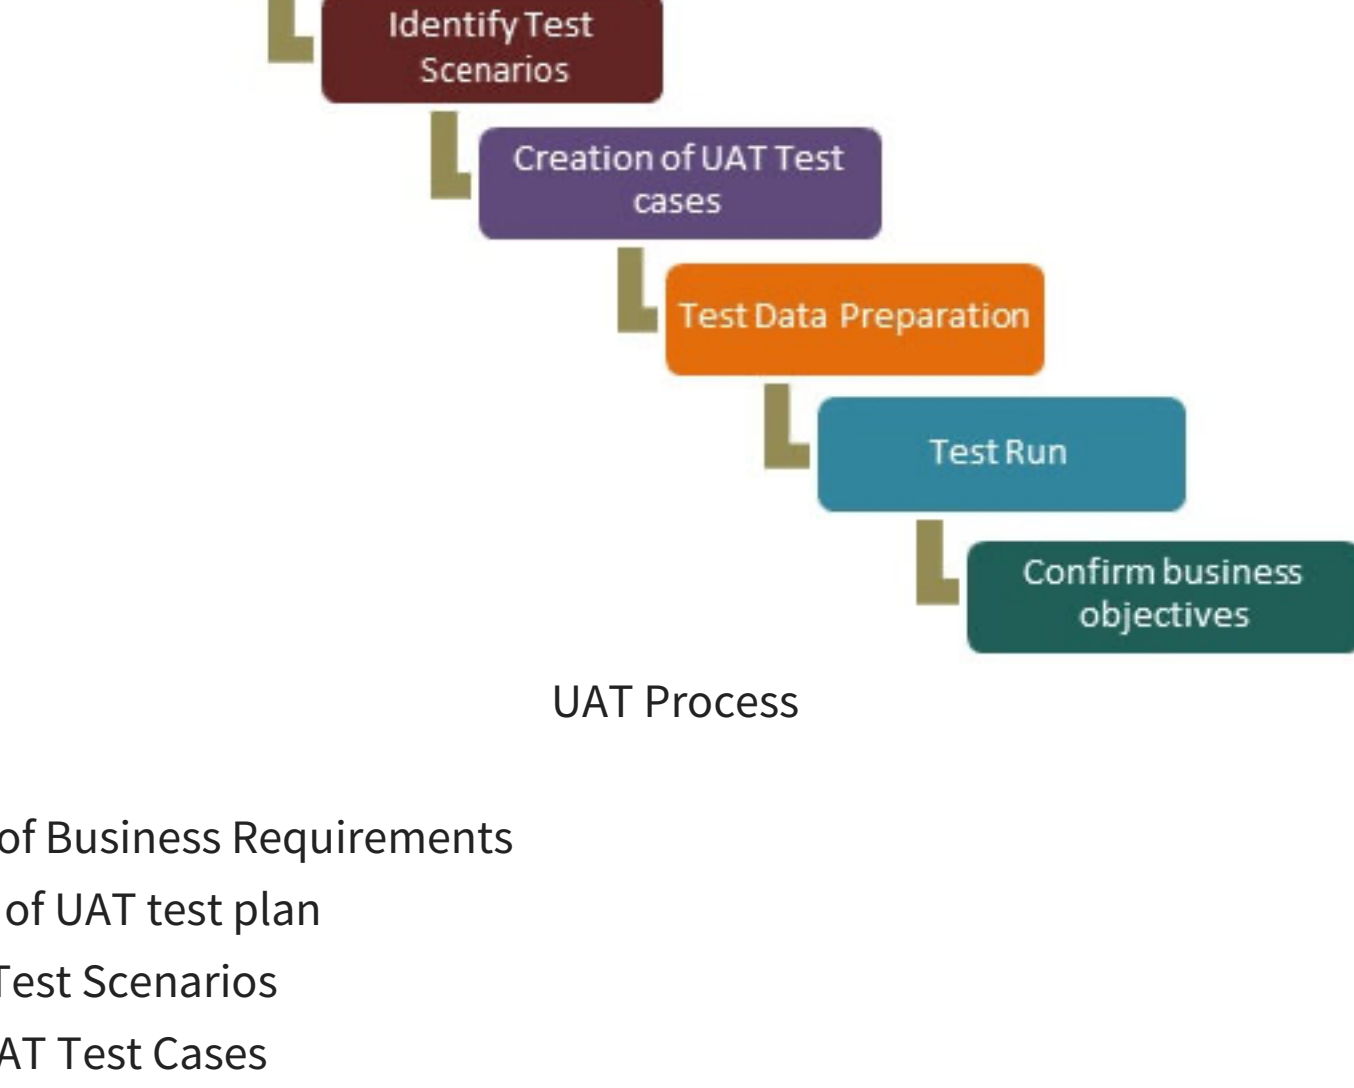 Identify Test
Scenarios
Creation of UAT Test
cases
Test Data Preparation
Test Run
Confirm business
objectives
UAT Process
of Business Requirements
of UAT test plan
Test Scenarios
Test Cases